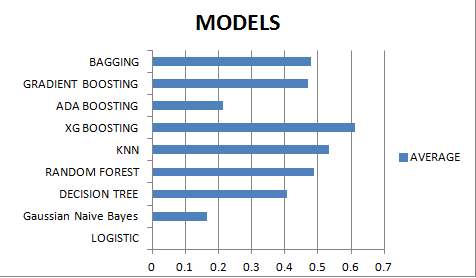 MODELS
BAGGING
GRADIENT BOOSTING
ADA BOOSTING
XG BOOSTING
KNN
RANDOM FOREST
DECISION TREE
Gaussian Naive Bayes
LOGISTIC
AVERAGE
0 0.1 0.2 0.3 0.4 0.5 0.6 0.7